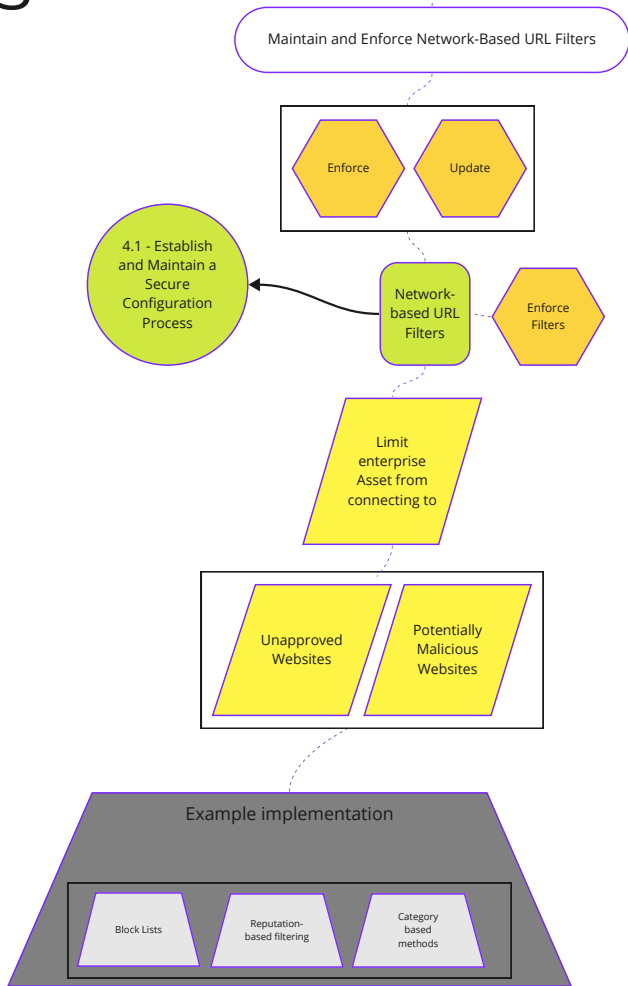 Maintain and Enforce Network-Based URL Filters
Enforce
Update
4.1 - Establish
and Maintain a
Secure
Configuration
Process
Network-
based URL
Filters
Enforce
Filters
Limit
enterprise
Asset from
connecting to
Unapproved
Websites
Potentially
Malicious
Websites
Example implementation
Block Lists
Reputation-
based filtering
Category
based
methods